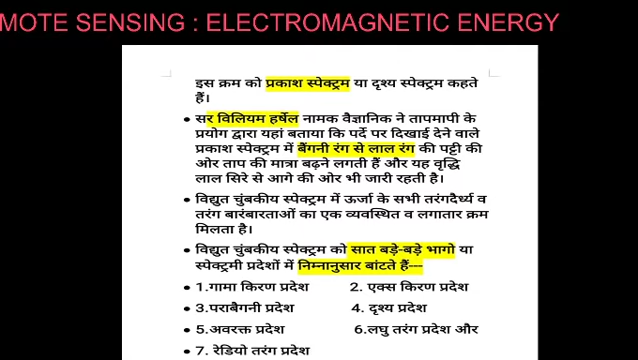 MOTE SENSING : ELECTROMAGNETIC ENERGY
इस क्रम को प्रकाश स्पेक्ट्रम या दृश्य स्पेक्ट्रम कहते
हैं।
• सर विलियम हर्षेल नामक वैज्ञानिक ने तापमापी के
प्रयोग द्वारा यहां बताया कि पर्दे पर दिखाई देने वाले
प्रकाश स्पेक्ट्रम में बैंगनी रंग से लाल रंग की पट्टी की
ओर ताप की मात्रा बढ़ने लगती हैं और यह वृद्धि
लाल सिरे से आगे की ओर भी जारी रहती है।
• विद्युत चुंबकीय स्पेक्ट्रम में ऊर्जा के सभी तरंगदैर्ध्य व
तरंग बारंबारताओं का एक व्यवस्थित व लगातार क्रम
मिलता है।
• विद्युत चुंबकीय स्पेक्ट्रम को सात बड़े-बड़े भागो या
स्पेक्ट्रमी प्रदेशों में निम्नानुसार बांटते हैं---
• 1.गामा किरण प्रदेश 2. एक्स किरण प्रदेश
• 3.पराबैगनी प्रदेश 4. दृश्य प्रदेश
• 5.अवरक्त प्रदेश 6.लघु तरंग प्रदेश और
• 7. रेडियो तरंग प्रदेश